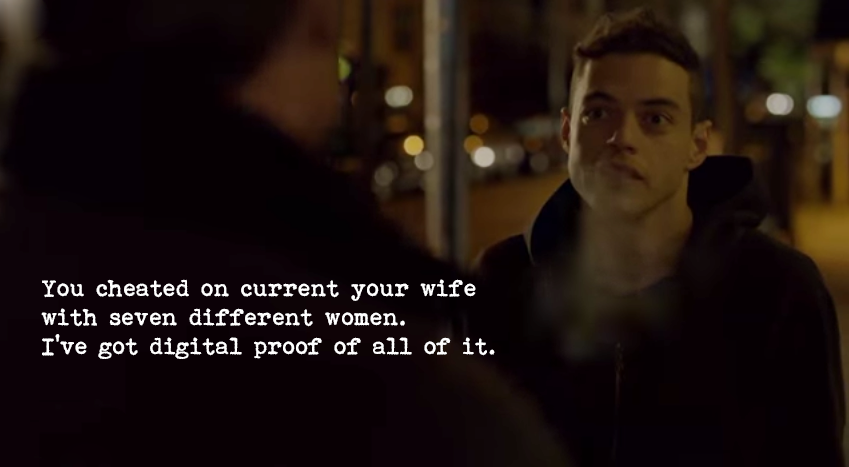 You cheated on current your wife
with seven different women.
I've got digital proof of all of it.